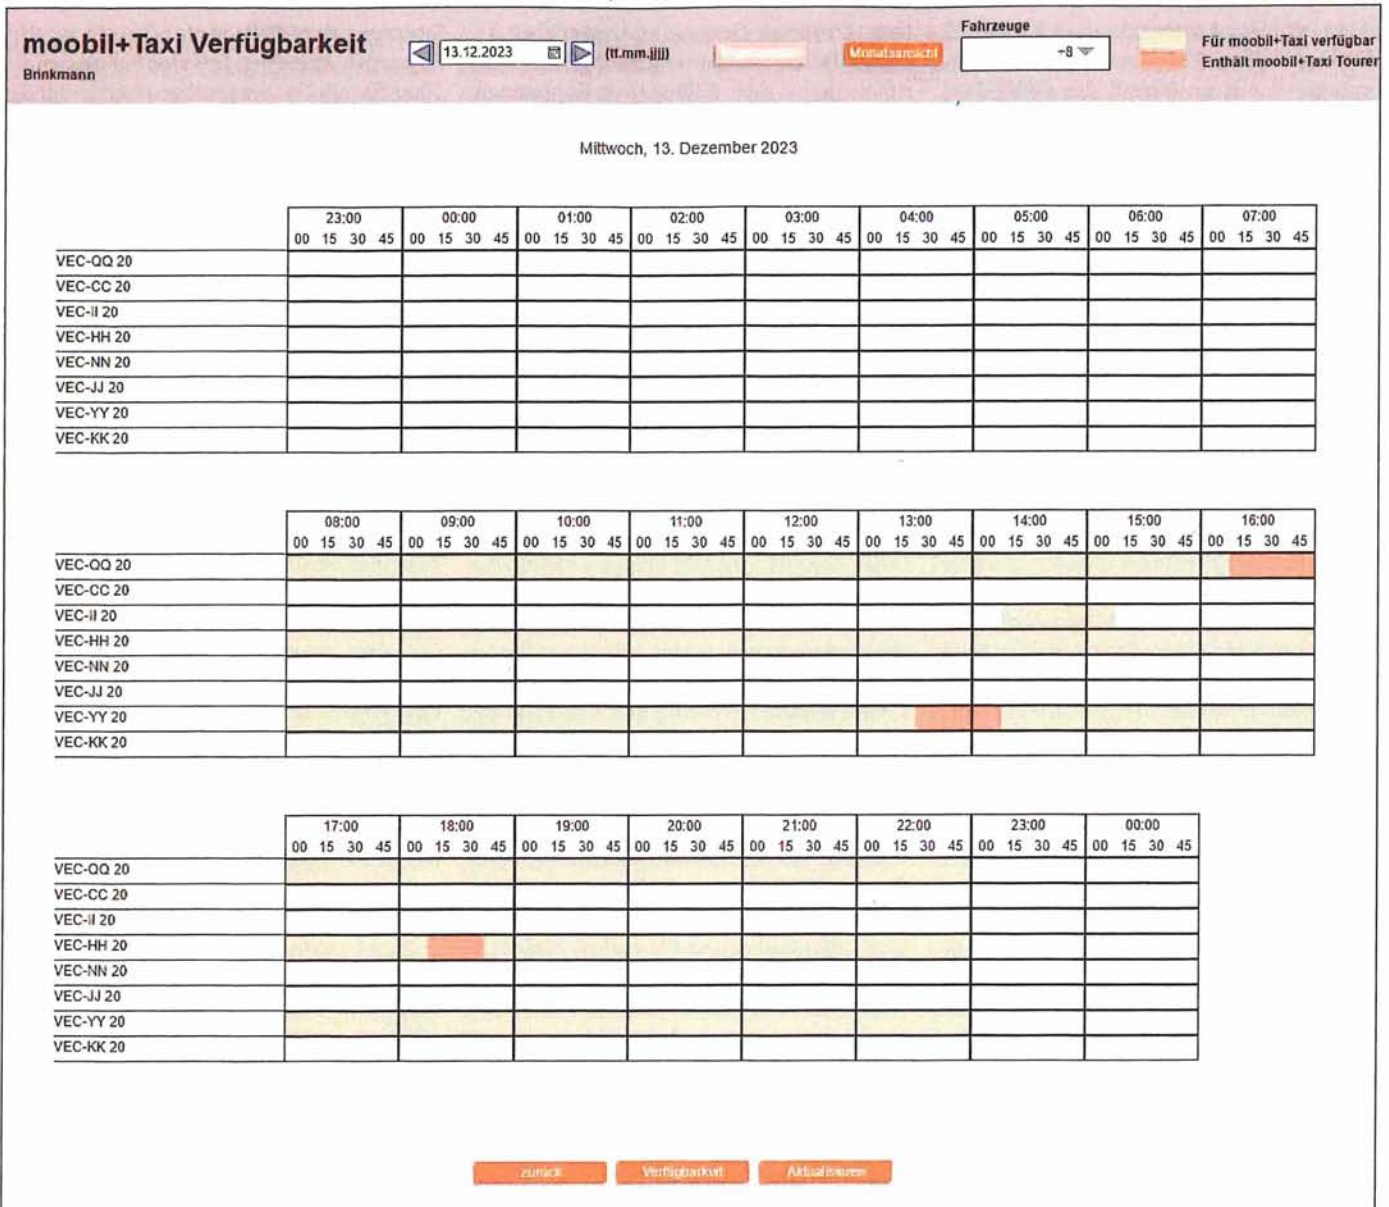 moobil+Taxi Verfügbarkeit
Brinkmann
13.12.2023 (tt.mm.jjjj)
Monatsansicht
Fahrzeuge
÷8
Für moobil+Taxi verfügbar
Enthält moobil+Taxi Tourer
Mittwoch, 13. Dezember 2023
23:00 00:00 01:00 02:00 03:00 04:00 05:00 06:00 07:00
00 15 30 45 00 15 30 45 00 15 30 45 00 15 30 45 00 15 30 45 00 15 30 45 00 15 30 45 00 15 30 45 00 15 30 45
VEC-QQ 20
VEC-CC 20
VEC-II 20
VEC-HH 20
VEC-NN 20
VEC-JJ 20
VEC-YY 20
VEC-KK 20
08:00 09:00 10:00 11:00 12:00 13:00 14:00 15:00 16:00
00 15 30 45 00 15 30 45 00 15 30 45 00 15 30 45 00 15 30 45 00 15 30 45 00 15 30 45 00 15 30 45 00 15 30 45
VEC-QQ 20
VEC-CC 20
VEC-II 20
VEC-HH 20
VEC-NN 20
VEC-JJ 20
VEC-YY 20
VEC-KK 20
17:00 18:00 19:00 20:00 21:00 22:00 23:00 00:00
00 15 30 45 00 15 30 45 00 15 30 45 00 15 30 45 00 15 30 45 00 15 30 45 00 15 30 45 00 15 30 45
VEC-QQ 20
VEC-CC 20
VEC-II 20
VEC-HH 20
VEC-NN 20
VEC-JJ 20
VEC-YY 20
VEC-KK 20
zurück Verfügbarkeit Aktualisieren